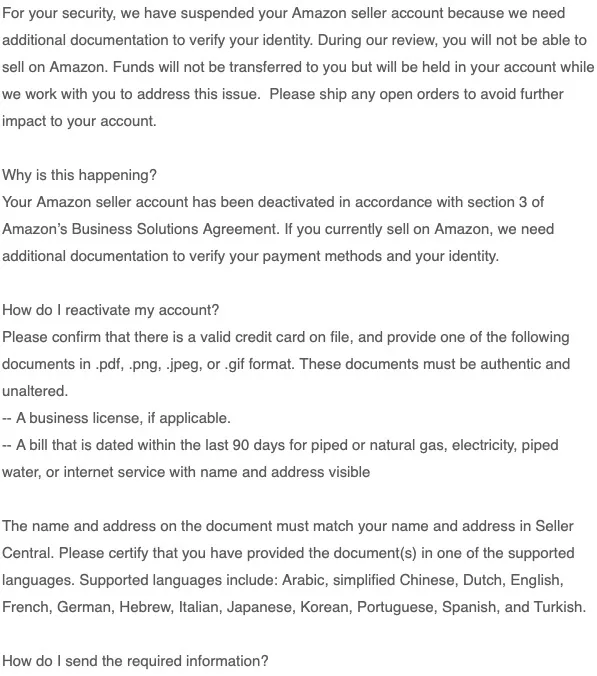 For your security, we have suspended your Amazon seller account because we need
additional documentation to verify your identity. During our review, you will not be able to
sell on Amazon. Funds will not be transferred to you but will be held in your account while
we work with you to address this issue.  Please ship any open orders to avoid further
impact to your account.
Why is this happening?
Your Amazon seller account has been deactivated in accordance with section 3 of
Amazon’s Business Solutions Agreement. If you currently sell on Amazon, we need
additional documentation to verify your payment methods and your identity.
How do I reactivate my account?
Please confirm that there is a valid credit card on file, and provide one of the following
documents in .pdf, .png, .jpeg, or .gif format. These documents must be authentic and
unaltered.
-- A business license, if applicable.
-- A bill that is dated within the last 90 days for piped or natural gas, electricity, piped
water, or internet service with name and address visible
The name and address on the document must match your name and address in Seller
Central. Please certify that you have provided the document(s) in one of the supported
languages. Supported languages include: Arabic, simplified Chinese, Dutch, English,
French, German, Hebrew, Italian, Japanese, Korean, Portuguese, Spanish, and Turkish.
How do I send the required information?